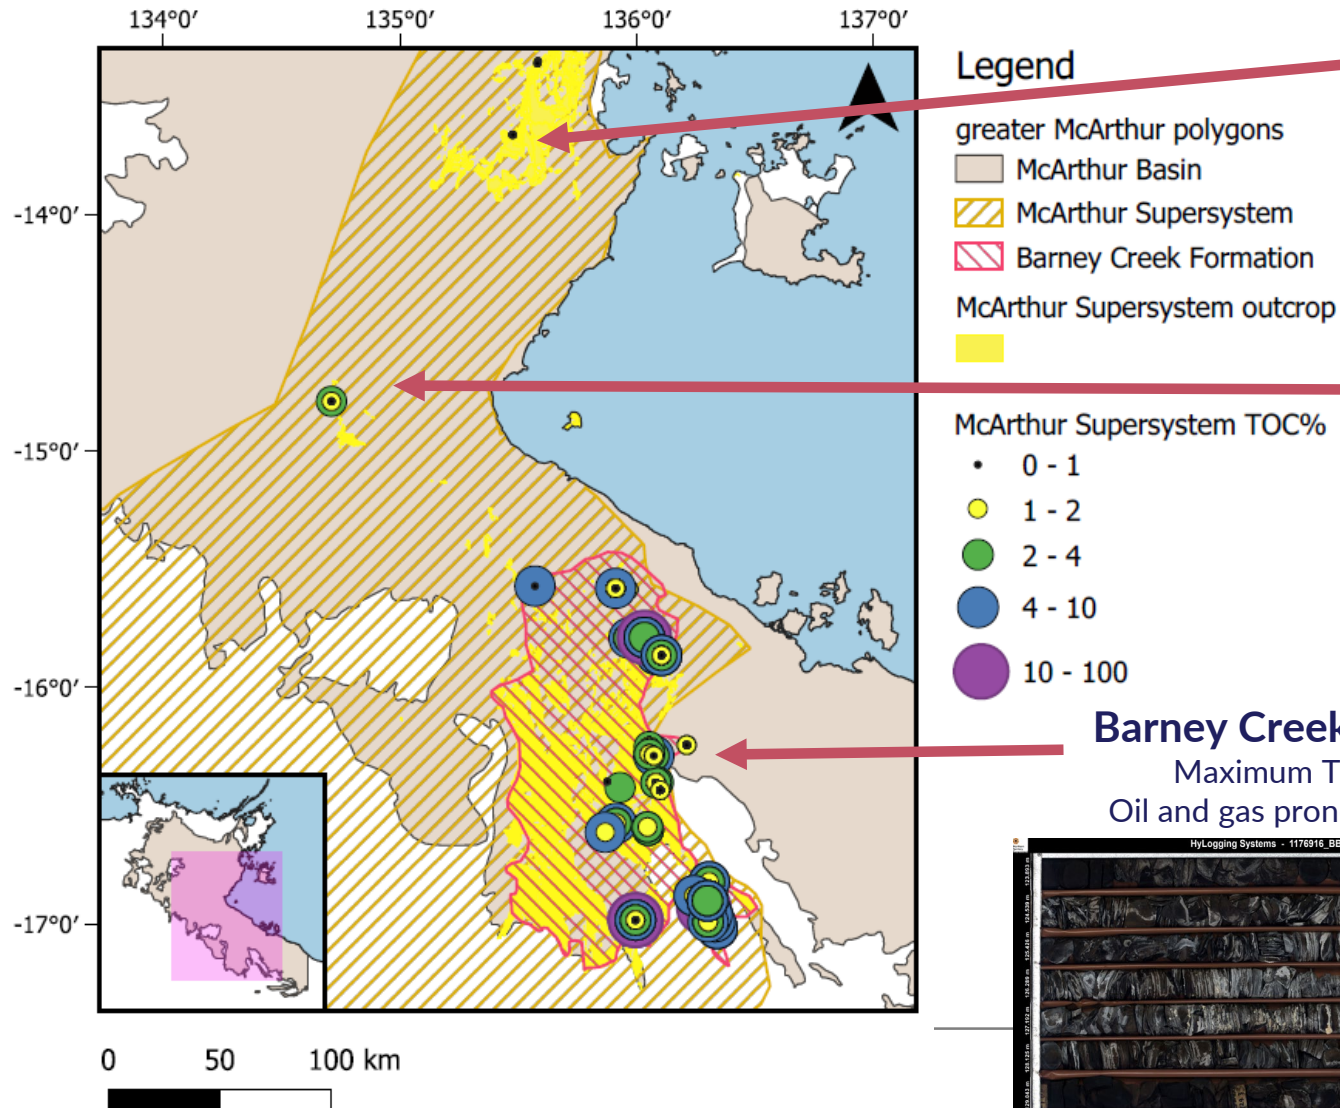 134°0′ 135°0′ 136°0′ 137°0′
-14°0′
-15°0′
-16°0′
-17°0′
0 50 100 km
Legend
greater McArthur polygons
McArthur Basin
McArthur Supersystem
Barney Creek Formation
McArthur Supersystem outcrop
McArthur Supersystem TOC%
0 - 1
1 - 2
2 - 4
4 - 10
10 - 100
Barney Creek
Maximum T
Oil and gas pron
HyLogging Systems - 1176916_BE